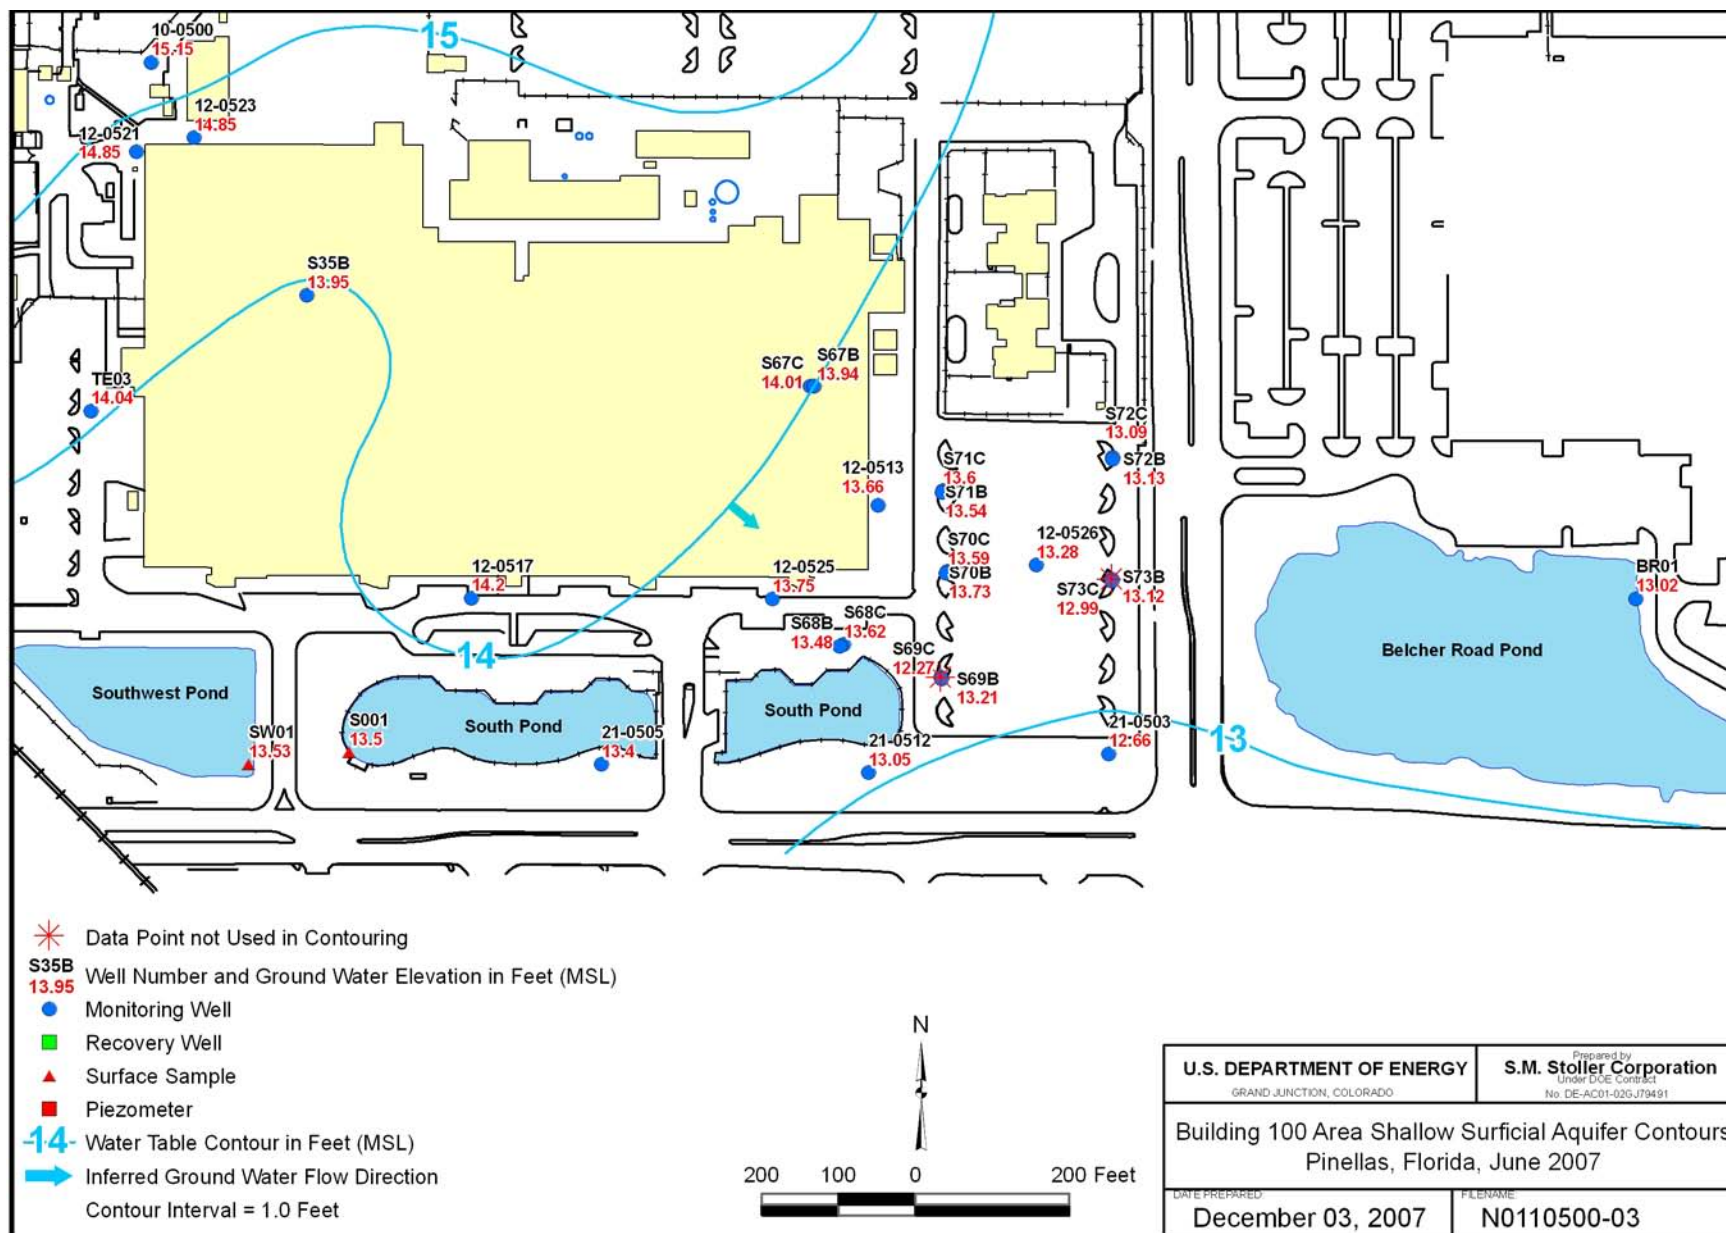 10-0500
15.15
15
12-0523
14.85
12-0521
14.85
S35B
13.95
TE03
14.04
S67C
14.01
S67B
13.94
S72C
13.09
S72B
13.13
12-0513
13.66
S71C
13.6
S71B
13.54
S70C
13.59
S70B
13.73
12-0526
13.28
S73B
13.12
S73C
12.99
BR01
13.02
12-0517
14.2
12-0525
13.75
S68C
13.62
S68B
13.48
S69C
12.27
S69B
13.21
14
Belcher Road Pond
Southwest Pond
South Pond
South Pond
SW01
13.53
S001
13.5
21-0505
13.4
21-0512
13.05
21-0503
12.66
13
Data Point not Used in Contouring
S35B
13.95
Well Number and Ground Water Elevation in Feet (MSL)
Monitoring Well
Recovery Well
Surface Sample
Piezometer
14 Water Table Contour in Feet (MSL)
Inferred Ground Water Flow Direction
Contour Interval = 1.0 Feet
N
200 100 0 200 Feet
U.S. DEPARTMENT OF ENERGY
GRAND JUNCTION, COLORADO
Prepared by
S.M. Stoller Corporation
Under DOE Contract
No. DE-AC01-02GJ79491
Building 100 Area Shallow Surficial Aquifer Contours
Pinellas, Florida, June 2007
DATE PREPARED
December 03, 2007
FILENAME
N0110500-03